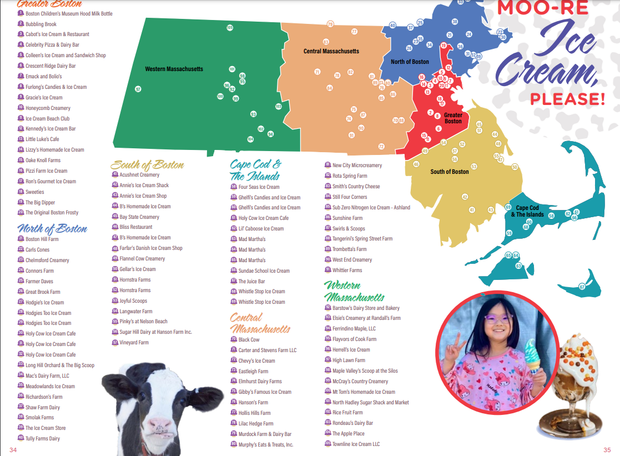 Greater Boston
Boston Children's Museum Hood Milk Bottle
Bubbling Brook
Cabot's Ice Cream & Restaurant
Celebrity Pizza & Dairy Bar
Colleen's Ice Cream and Sandwich Shop
Crescent Ridge Dairy Bar
Emack and Bolio's
Furlong's Candies & Ice Cream
Gracie's Ice Cream
Honeycomb Creamery
Ice Cream Beach Club
Kennedy's Ice Cream Bar
Little Luke's Cafe
Lizzy's Homemade Ice Cream
Oake Knoll Farms
Pizzi Farm Ice Cream
Ron's Gourmet Ice Cream
Sweeties
The Big Dipper
The Original Boston Frosty
North of Boston
Boston Hill Farm
Carls Cones
Chelmsford Creamery
Connors Farm
Farmer Daves
Great Brook Farm
Hodgie's Ice Cream
Hodgies Too Ice Cream
Hodgies Too Ice Cream
Holy Cow Ice Cream Cafe
Holy Cow Ice Cream Cafe
Holy Cow Ice Cream Cafe
Long Hill Orchard & The Big Scoop
Mac's Dairy Farm, LLC
Meadowlands Ice Cream
Richardson's Farm
Shaw Farm Dairy
Smolak Farms
The Ice Cream Store
Tully Farms Dairy
34
South of Boston
Acushnet Creamery
Annie's Ice Cream Shack
Annie's Ice Cream Shop
B's Homemade Ice Cream
Bay State Creamery
Bliss Restaurant
B's Homemade Ice Cream
Farfar's Danish Ice Cream Shop
Flannel Cow Creamery
Gellar's Ice Cream
Hornstra Farms
Hornstra Farms
Joyful Scoops
Langwater Farm
Pinky's at Nelson Beach
Sugar Hill Dairy at Hanson Farm Inc.
Vineyard Farm
Cape Cod &
The Islands
Four Seas Ice Cream
Ghelfi's Candies and Ice Cream
Ghelfi's Candies and Ice Cream
Holy Cow Ice Cream Cafe
Lil' Caboose Ice Cream
Mad Martha's
Mad Martha's
Mad Martha's
Sundae School Ice Cream
The Juice Bar
Whistle Stop Ice Cream
Whistle Stop Ice Cream
Central
Massachusetts
Black Cow
Carter and Stevens Farm LLC
Chevy's Ice Cream
Eastleigh Farm
Elmhurst Dairy Farms
Gibby's Famous Ice Cream
Henson's Farm
Hollis Hills Farm
Lilac Hedge Farm
Murdock Farm & Dairy Bar
Murphy's Eats & Treats, Inc.
New City Microcreamery
Rota Spring Farm
Smith's Country Cheese
Still Four Corners
Sub Zero Nitrogen Ice Cream - Ashland
Sunshine Farm
Swirls & Scoops
Tangerini's Spring Street Farm
Trombetta's Farm
West End Creamery
Whittier Farms
Western
Massachusetts
Barstow's Dairy Store and Bakery
Elsie's Creamery at Randall's Farm
Ferrindino Maple, LLC
Flayvors of Cook Farm
Herrell's Ice Cream
High Lawn Farm
Maple Valley's Scoop at the Silos
McCray's Country Creamery
Mt Tom's Homemade Ice Cream
North Hadley Sugar Shack and Market
Rice Fruit Farm
Rondeau's Dairy Bar
The Apple Place
Townline Ice Cream LLC
Western Massachusetts
Central Massachusetts
North of Boston
Greater
Boston
South of Boston
Cape Cod
& The Islands
MOO-RE
Ice
Cream,
PLEASE!
35